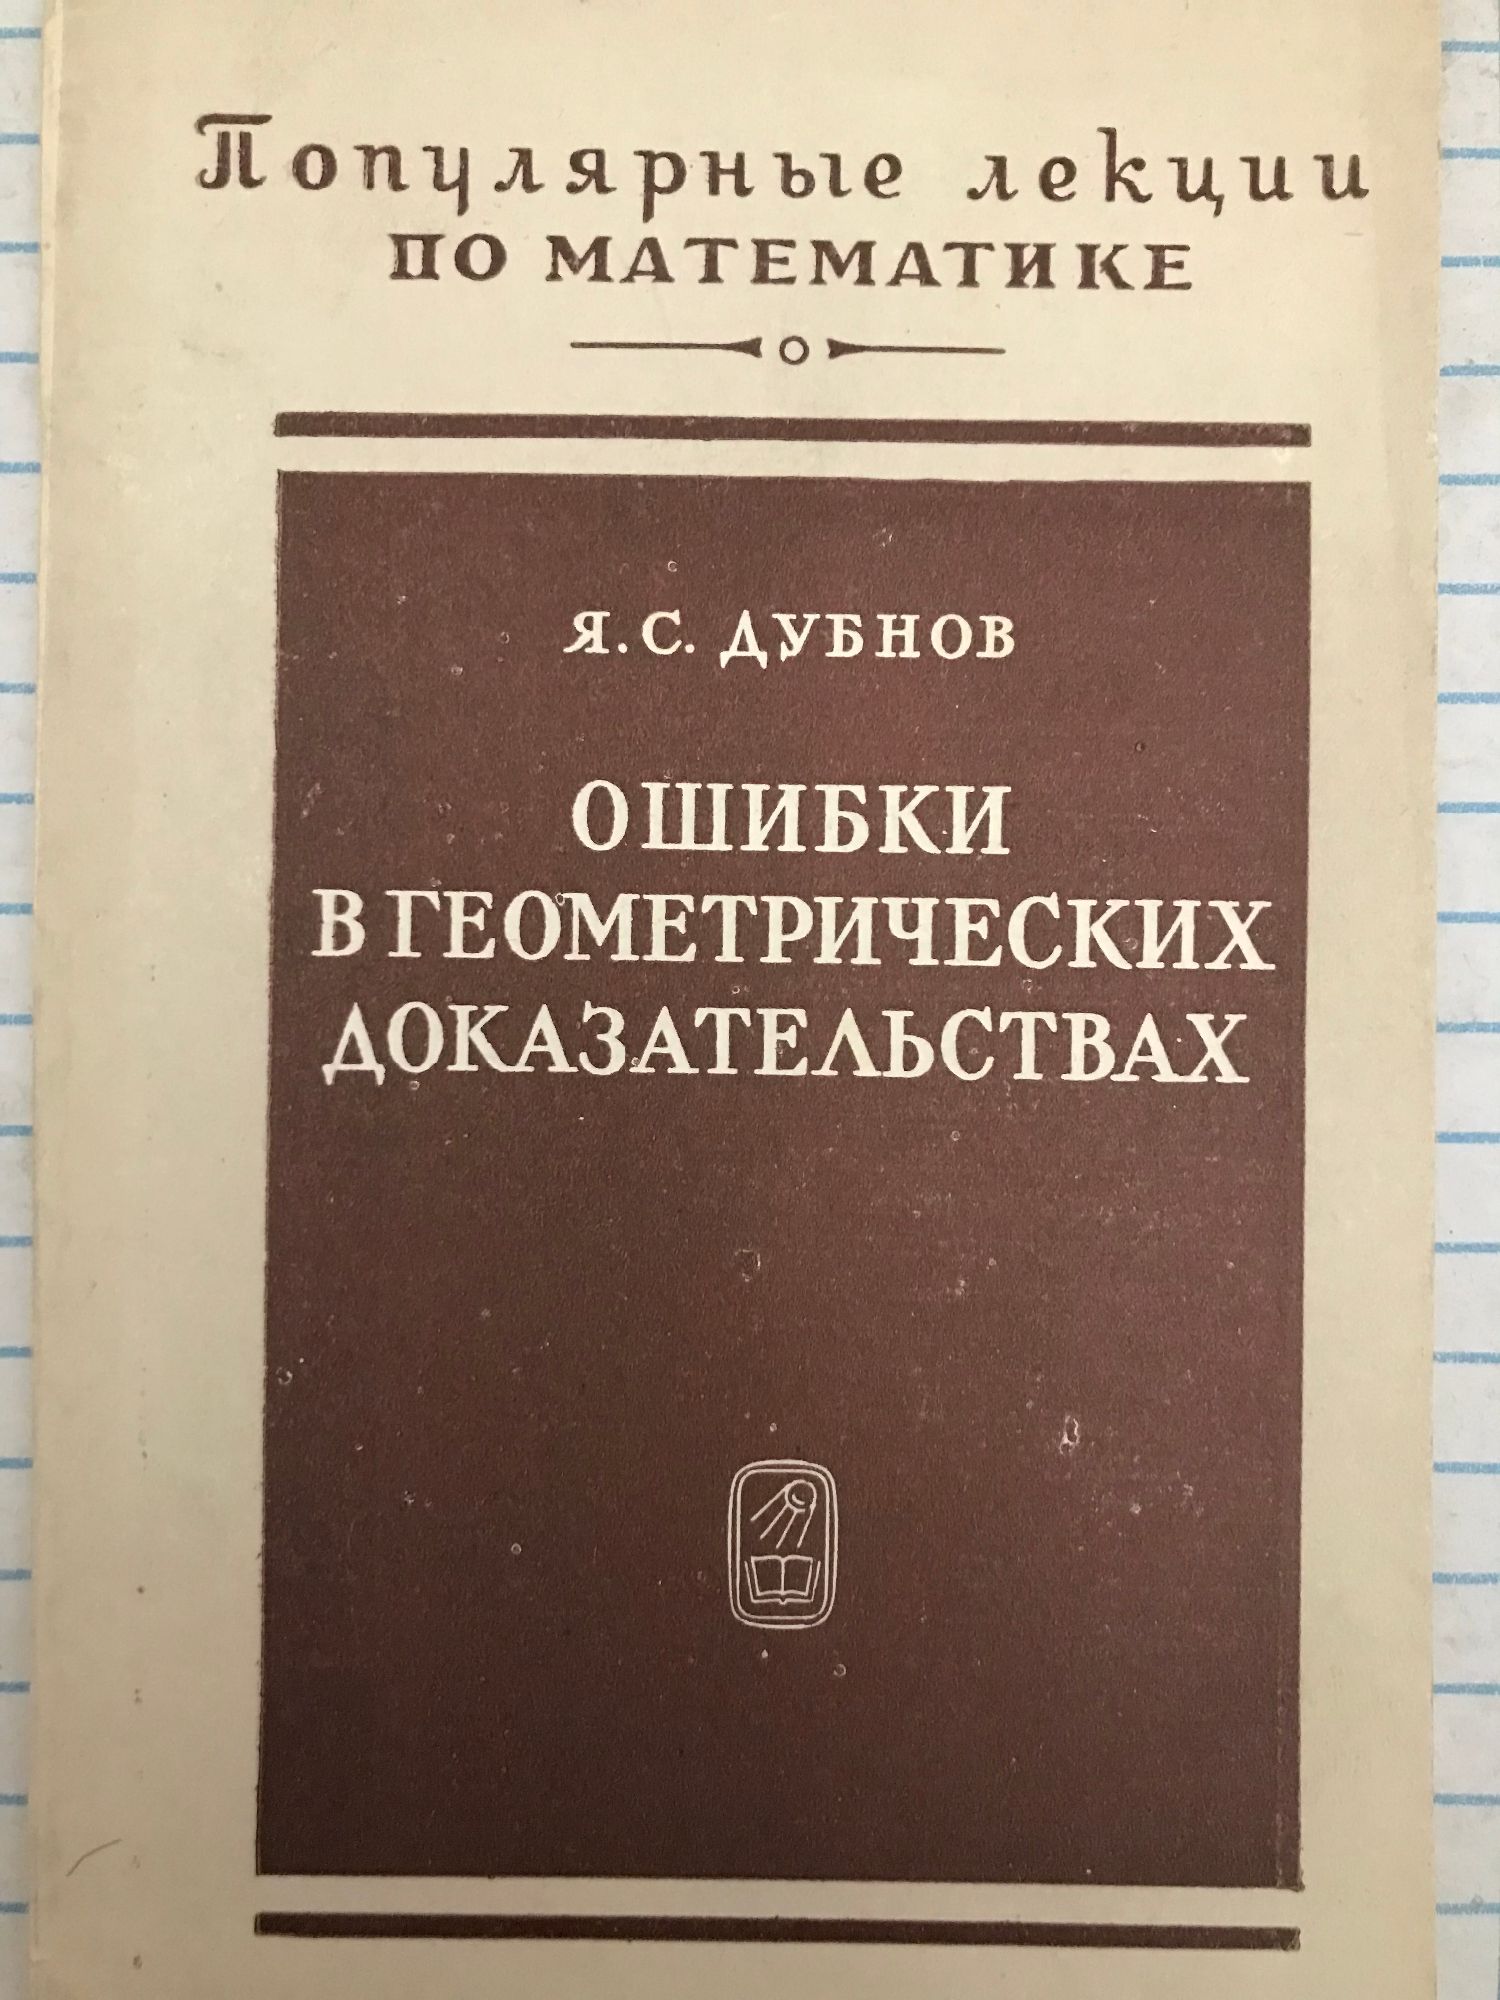 Популярные лекции
ПО МАТЕМАТИКЕ
Я. С. ДУБНОВ
ОШИБКИ
В ГЕОМЕТРИЧЕСКИХ
ДОКАЗАТЕЛЬСТВАХ